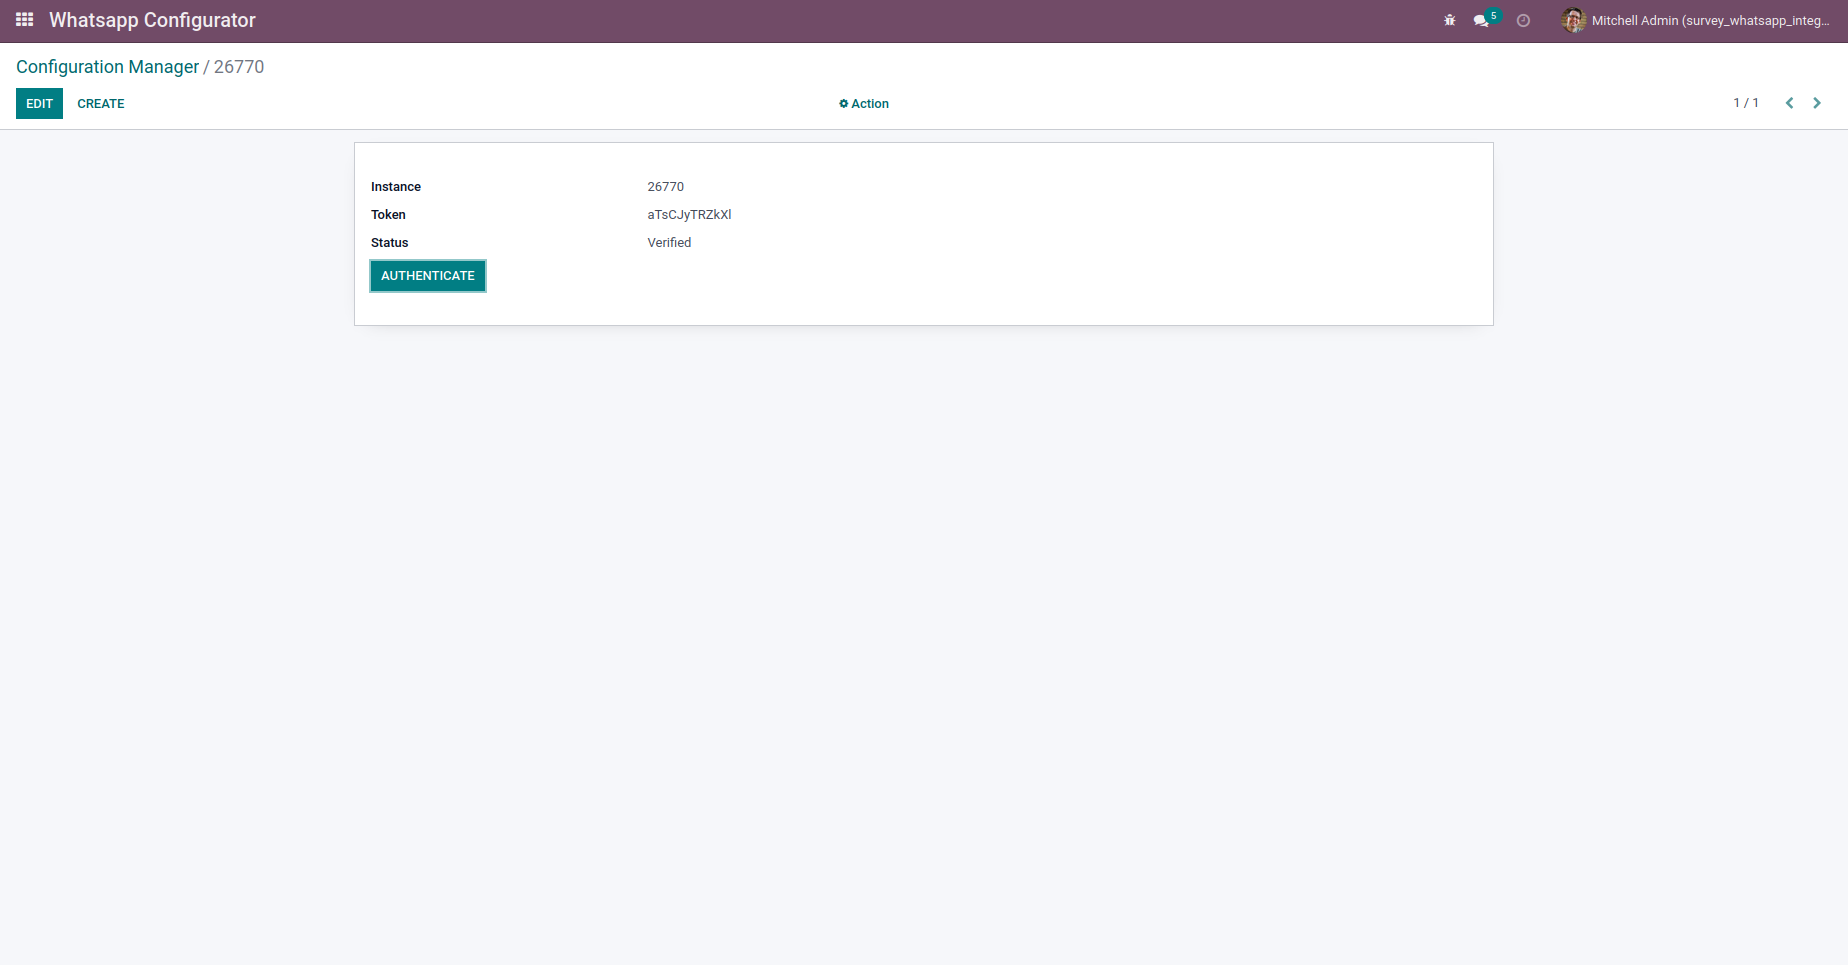 Whatsapp Configurator
5
Mitchell Admin (survey_whatsapp_integ...
Configuration Manager / 26770
EDIT CREATE
Action
1 / 1
Instance 26770
Token aTsCJyTRZkXl
Status Verified
AUTHENTICATE